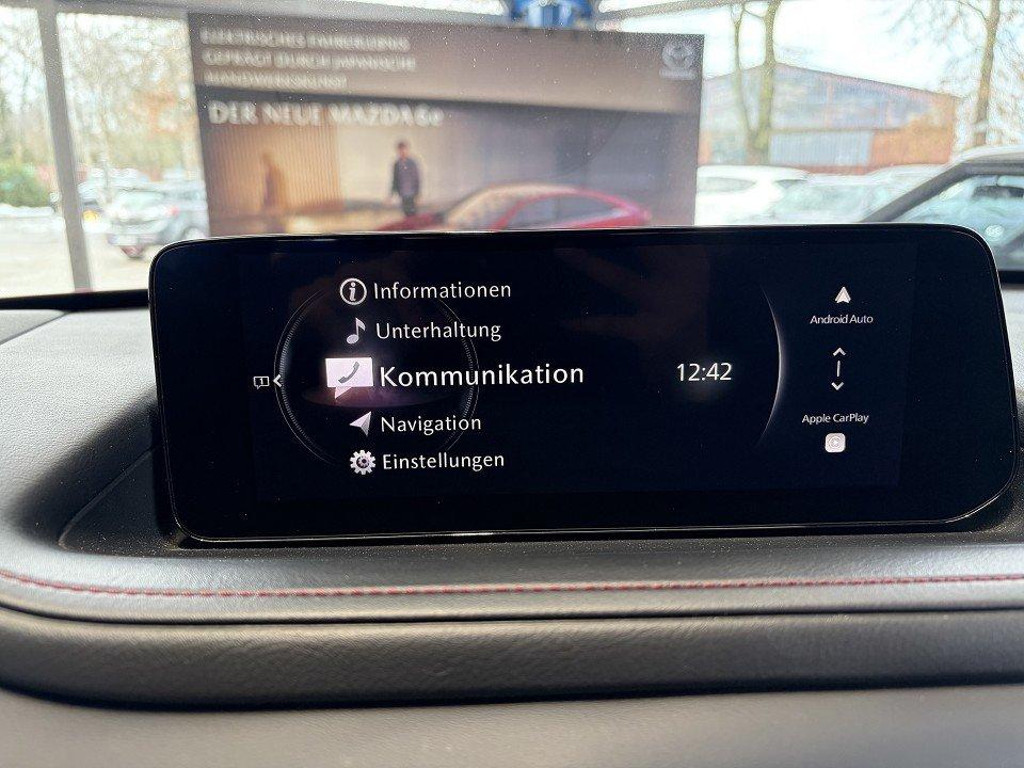 ELEKTRISCHES FAHRERLEBNIS
GEPRÄGT DURCH JAPANISCHE
HANDWERKSKUNST
DER NEUE MAZDA6e
Informationen
Unterhaltung
Kommunikation
Navigation
Einstellungen
1
12:42
Android Auto
Apple CarPlay